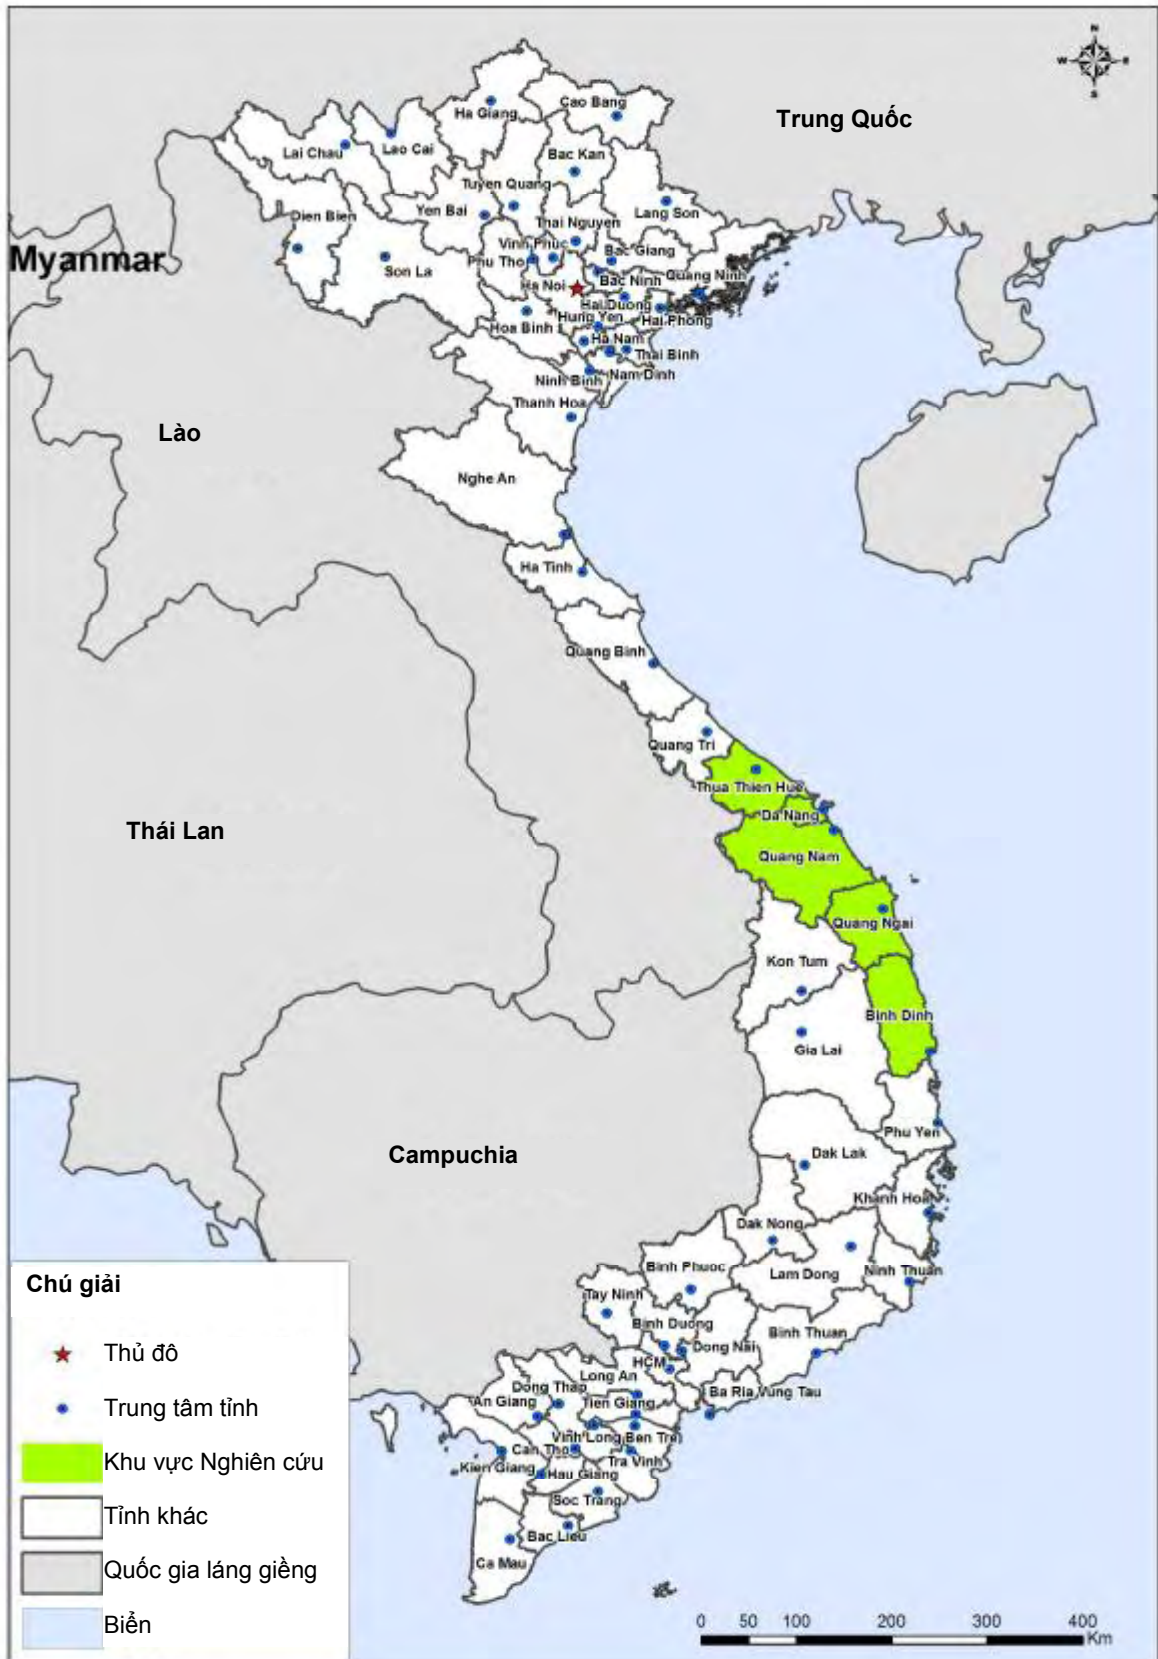 N
W E
S
Trung Quốc
Ha Giang
Cao Bang
Lai Chau
Lao Cai
Bac Kan
Tuyen Quang
Yen Bai
Lang Son
Dien Bien
Thai Nguyen
Myanmar
Vinh Phuc
Bac Giang
Phu Tho
Son La
Quang Ninh
Ha Noi
Bac Ninh
Hai Duong
Hung Yen
Hai Phong
Hoa Binh
Ha Nam
Thai Binh
Nam Dinh
Ninh Binh
Thanh Hoa
Lào
Nghe An
Ha Tinh
Quang Binh
Quang Tri
Thua Thien Hue
Da Nang
Thái Lan
Quang Nam
Quang Ngai
Kon Tum
Binh Dinh
Gia Lai
Phu Yen
Campuchia
Dak Lak
Khanh Hoa
Dak Nong
Binh Phuoc
Lam Dong
Ninh Thuan
Tay Ninh
Binh Duong
Binh Thuan
Dong Nai
HCM
Long An
Dong Thap
Ba Ria Vung Tau
An Giang
Tien Giang
Vinh Long
Ben Tre
Can Tho
Tra Vinh
Kien Giang
Hau Giang
Soc Trang
Bac Lieu
Ca Mau
Chú giải
Thủ đô
Trung tâm tỉnh
Khu vực Nghiên cứu
Tỉnh khác
Quốc gia láng giềng
Biển
0 50 100 200 300 400
Km